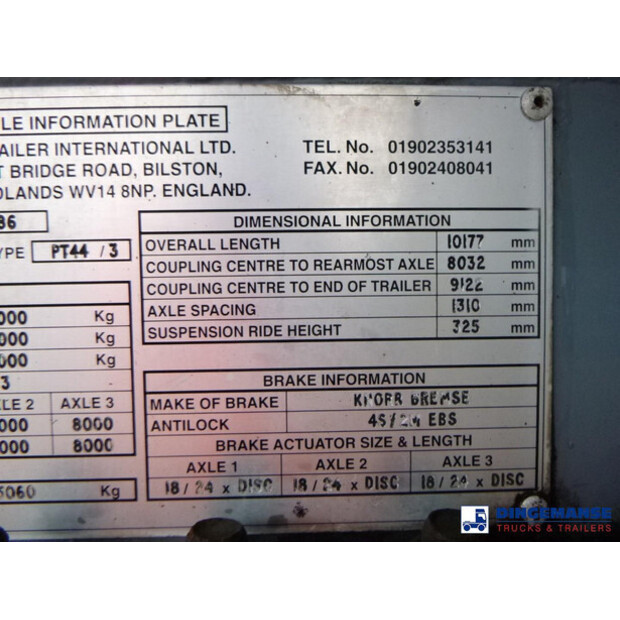 LE INFORMATION PLATE
AILER INTERNATIONAL LTD.
TEL. No. 01902353141
T BRIDGE ROAD, BILSTON,
FAX. No. 01902408041
DLANDS WV14 8NP. ENGLAND.
86
YPE PT44 / 3
000 Kg
000 Kg
000 Kg
3
LE 2 AXLE 3
000 8000
000 8000
5060 Kg
DIMENSIONAL INFORMATION
OVERALL LENGTH 10177 mm
COUPLING CENTRE TO REARMOST AXLE 8032 mm
COUPLING CENTRE TO END OF TRAILER 9122 mm
AXLE SPACING 1310 mm
SUSPENSION RIDE HEIGHT 325 mm
BRAKE INFORMATION
MAKE OF BRAKE KNORR BREMSE
ANTILOCK 4S/2M EBS
BRAKE ACTUATOR SIZE & LENGTH
AXLE 1 AXLE 2 AXLE 3
18 / 24 x DISC 18 / 24 x DISC 18 / 24 x DISC
DINGEMANSE
TRUCKS & TRAILERS